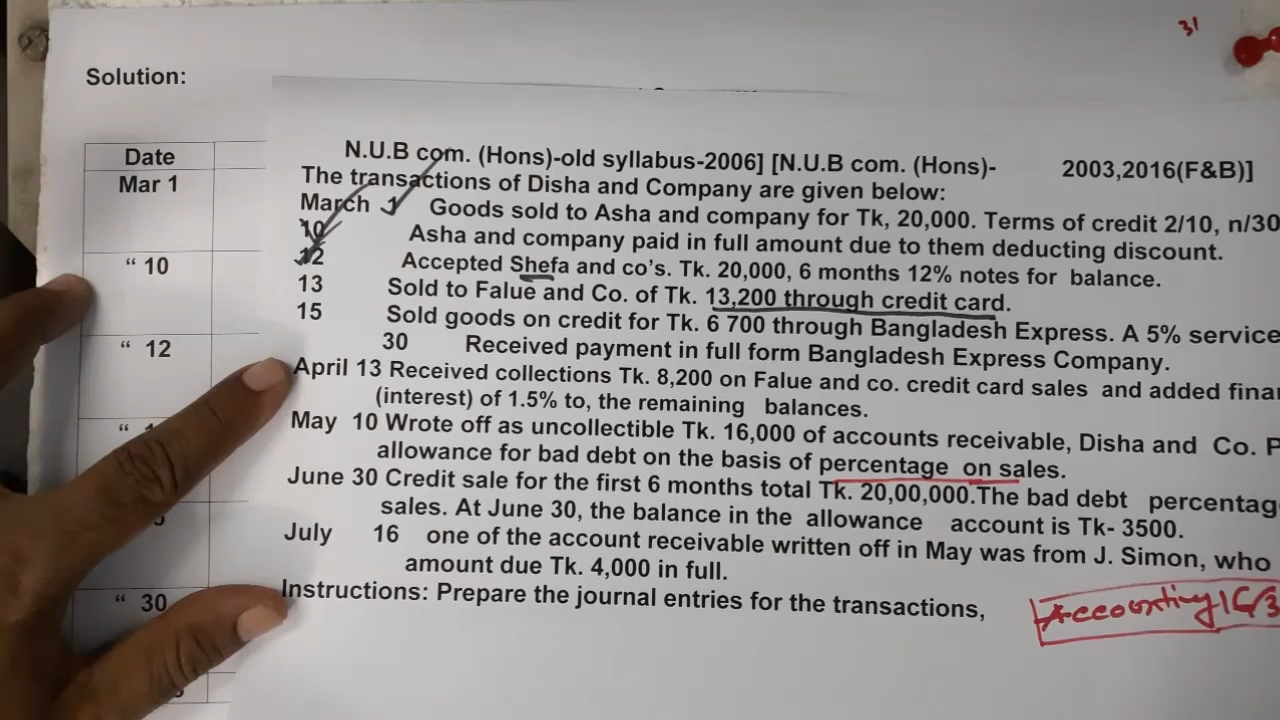 31
Solution:
N.U.B com. (Hons)-old syllabus-2006] [N.U.B com. (Hons)- 2003,2016(F&B)]
The transactions of Disha and Company are given below:
March 1 Goods sold to Asha and company for Tk, 20,000. Terms of credit 2/10, n/30
10 Asha and company paid in full amount due to them deducting discount.
12 Accepted Shefa and co's. Tk. 20,000, 6 months 12% notes for balance.
13 Sold to Falue and Co. of Tk. 13,200 through credit card.
15 Sold goods on credit for Tk. 6 700 through Bangladesh Express. A 5% service
30 Received payment in full form Bangladesh Express Company.
April 13 Received collections Tk. 8,200 on Falue and co. credit card sales and added
(interest) of 1.5% to, the remaining balances.
May 10 Wrote off as uncollectible Tk. 16,000 of accounts receivable, Disha and Co.
allowance for bad debt on the basis of percentage on sales.
June 30 Credit sale for the first 6 months total Tk. 20,00,000.The bad debt
sales. At June 30, the balance in the allowance account is Tk- 3500.
July 16 one of the account receivable written off in May was from J. Simon, who
amount due Tk. 4,000 in full.
Instructions: Prepare the journal entries for the transactions,
Accounting
Date
Mar 1
“ 10
“ 12
“ 30